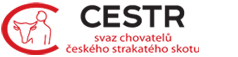 CESTR
svaz chovatelů
českého strakatého skotu